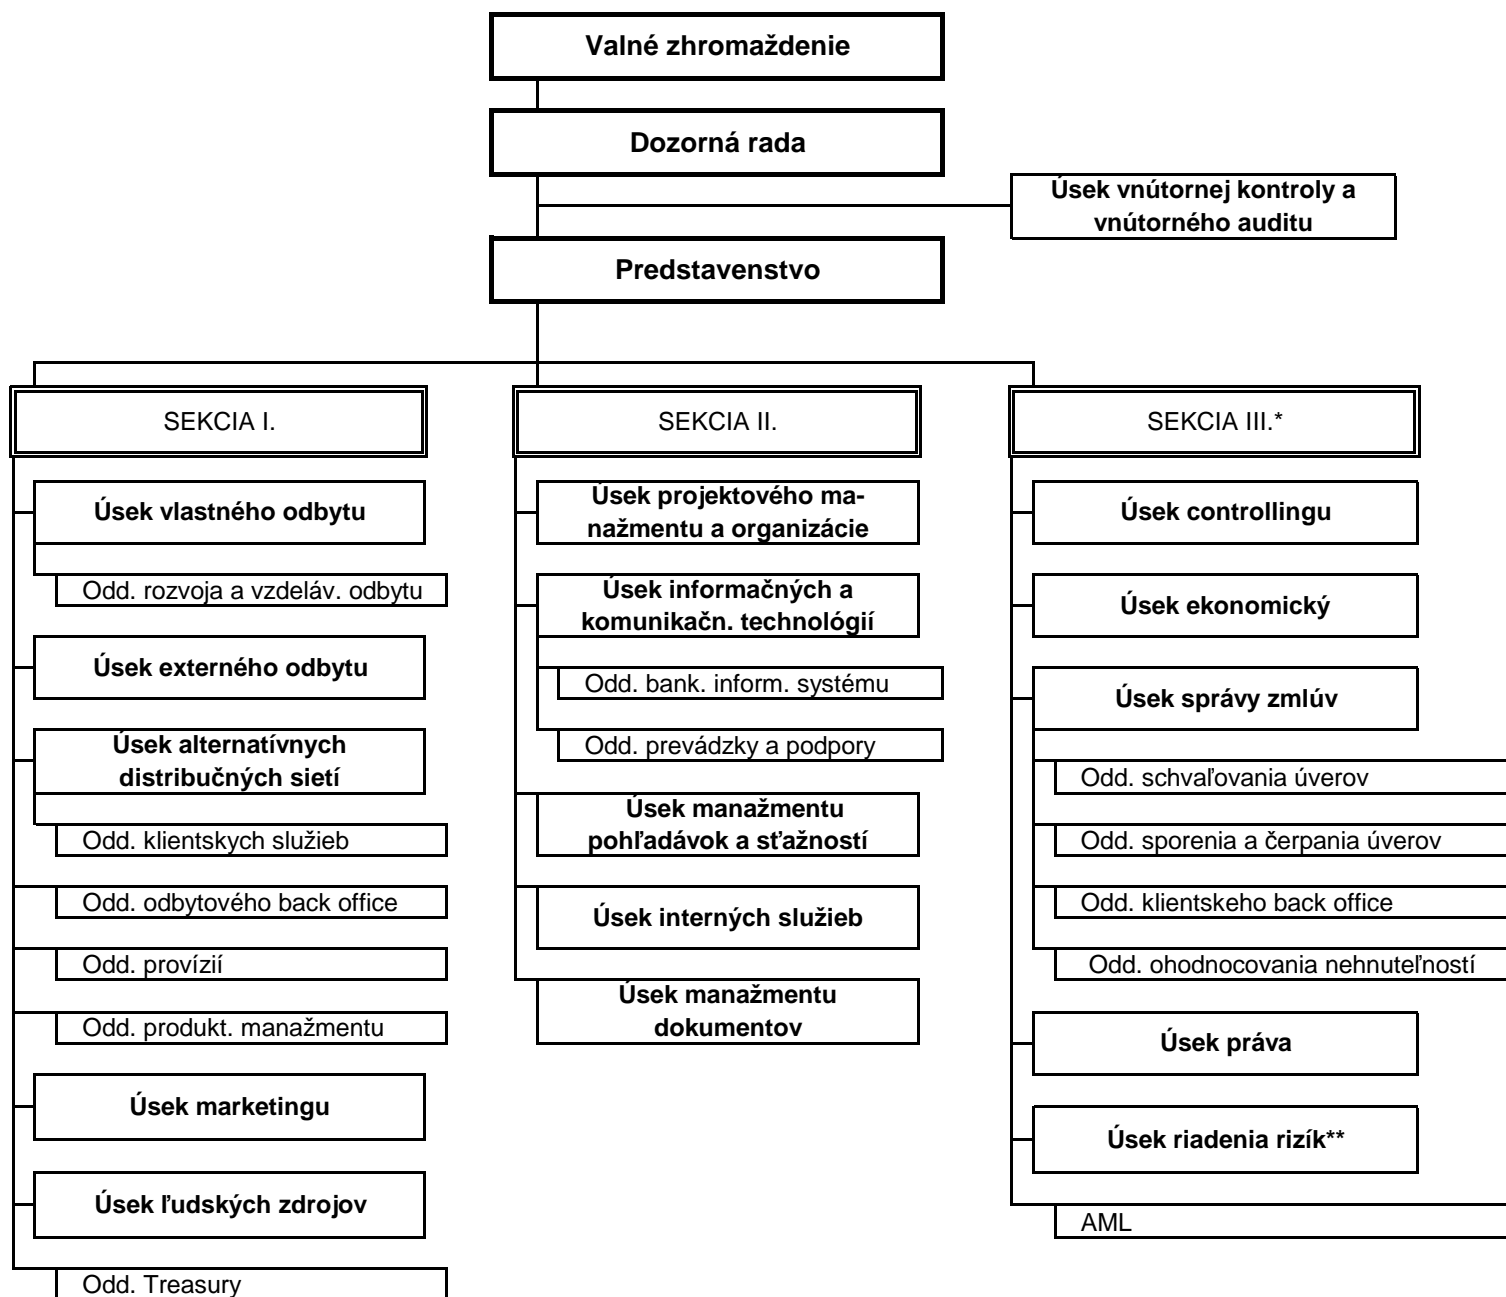 Valné zhromaždenie
Dozorná rada
Úsek vnútornej kontroly a
vnútorného auditu
Predstavenstvo
SEKCIA I.
Úsek vlastného odbytu
Odd. rozvoja a vzdeláv. odbytu
Úsek externého odbytu
Úsek alternatívnych
distribučných sietí
Odd. klientskych služieb
Odd. odbytového back office
Odd. provízií
Odd. produkt. manažmentu
Úsek marketingu
Úsek ľudských zdrojov
Odd. Treasury
SEKCIA II.
Úsek projektového ma-
nažmentu a organizácie
Úsek informačných a
komunikačn. technológií
Odd. bank. inform. systému
Odd. prevádzky a podpory
Úsek manažmentu
pohľadávok a sťažností
Úsek interných služieb
Úsek manažmentu
dokumentov
SEKCIA III.*
Úsek controllingu
Úsek ekonomický
Úsek správy zmlúv
Odd. schvaľovania úverov
Odd. sporenia a čerpania úverov
Odd. klientskeho back office
Odd. ohodnocovania nehnuteľností
Úsek práva
Úsek riadenia rizík**
AML